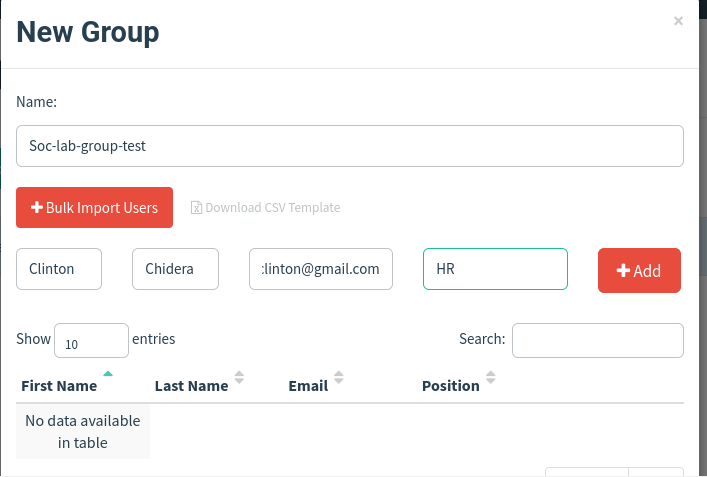 New Group
×
Name:
Soc-lab-group-test
Bulk Import Users Download CSV Template
Clinton Chidera :linton@gmail.com HR Add
Show 10 entries Search:
First Name Last Name Email Position
No data available
in table